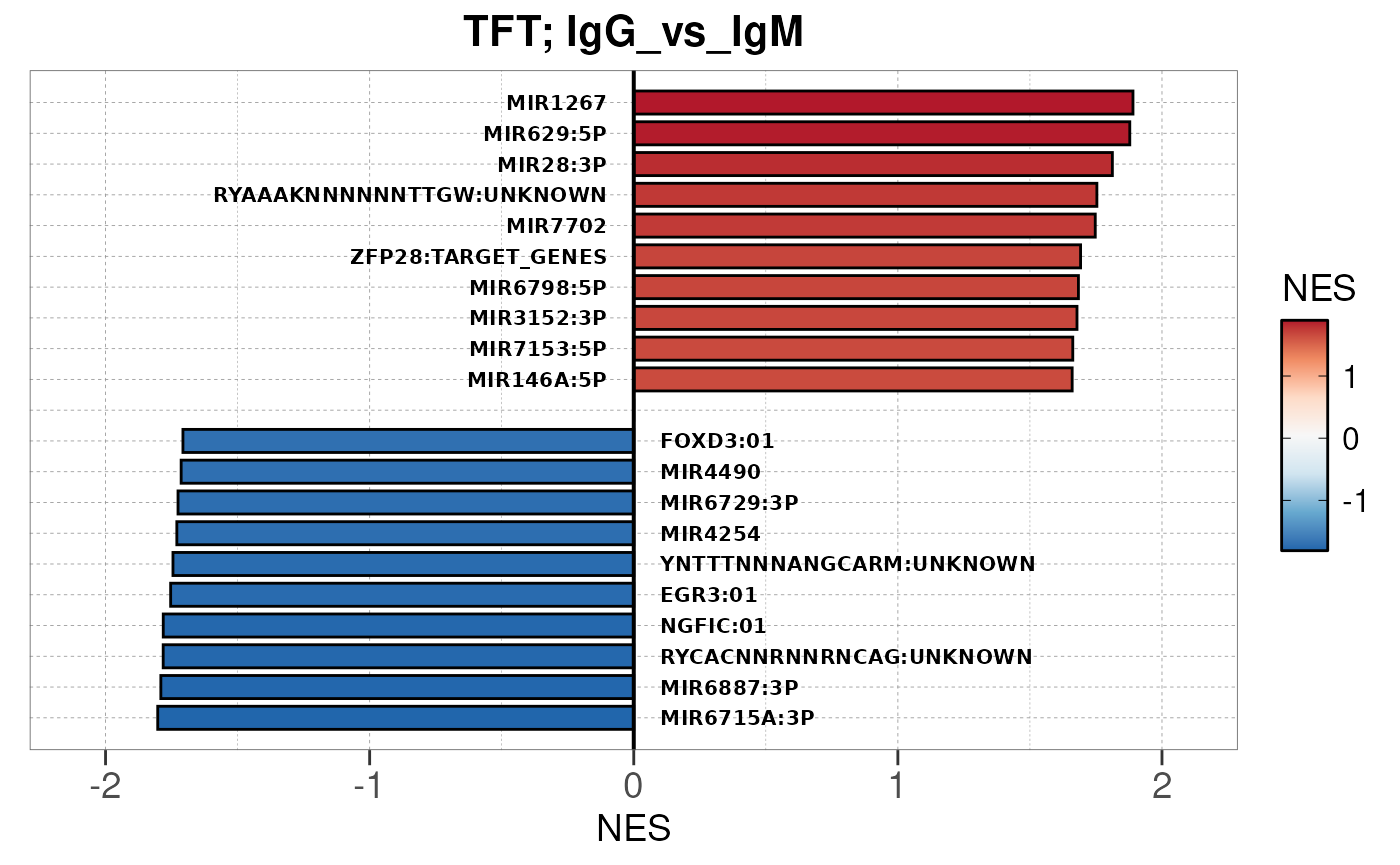 TFT; IgG_vs_IgM
MIR1267
MIR629:5P
MIR28:3P
RYAAAKNNNNNNTTGW:UNKNOWN
MIR7702
ZFP28:TARGET_GENES
MIR6798:5P
MIR3152:3P
MIR7153:5P
MIR146A:5P
FOXD3:01
MIR4490
MIR6729:3P
MIR4254
YNTTTNNNANGCARM:UNKNOWN
EGR3:01
NGFIC:01
RYCACNNRNNRNCAG:UNKNOWN
MIR6887:3P
MIR6715A:3P
-2 -1 0 1 2
NES
NES
1
0
-1